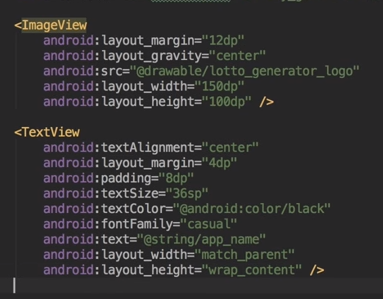 <ImageView
android:layout_margin="12dp"
android:layout_gravity="center"
android:src="@drawable/lotto_generator_logo"
android:layout_width="150dp"
android:layout_height="100dp" />
<TextView
android:textAlignment="center"
android:layout_margin="4dp"
android:padding="8dp"
android:textSize="36sp"
android:textColor="@android:color/black"
android:fontFamily="casual"
android:text="@string/app_name"
android:layout_width="match_parent"
android:layout_height="wrap_content" />